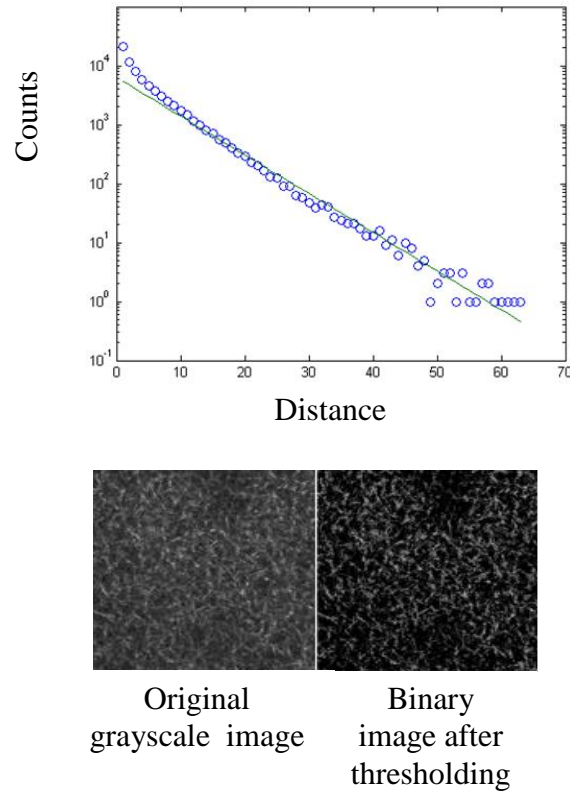 10^4
10^3
10^2
10^1
10^0
10^-1
Counts
0 10 20 30 40 50 60 70
Distance
Original
grayscale image
Binary
image after
thresholding